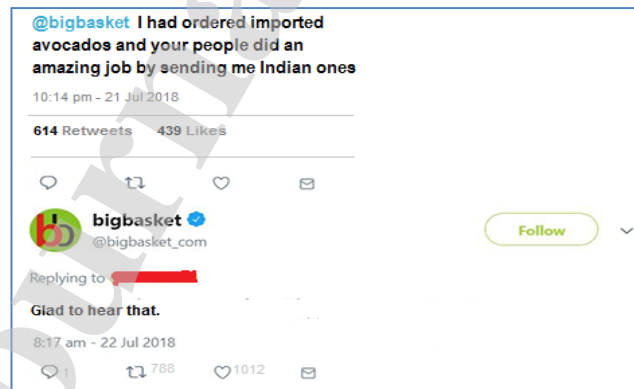 @bigbasket I had ordered imported
avocados and your people did an
amazing job by sending me Indian ones
10:14 pm - 21 Jul 2018
614 Retweets 439 Likes
bigbasket
@bigbasket_com
Follow
Replying to
Glad to hear that.
8:17 am - 22 Jul 2018
1 788 1012